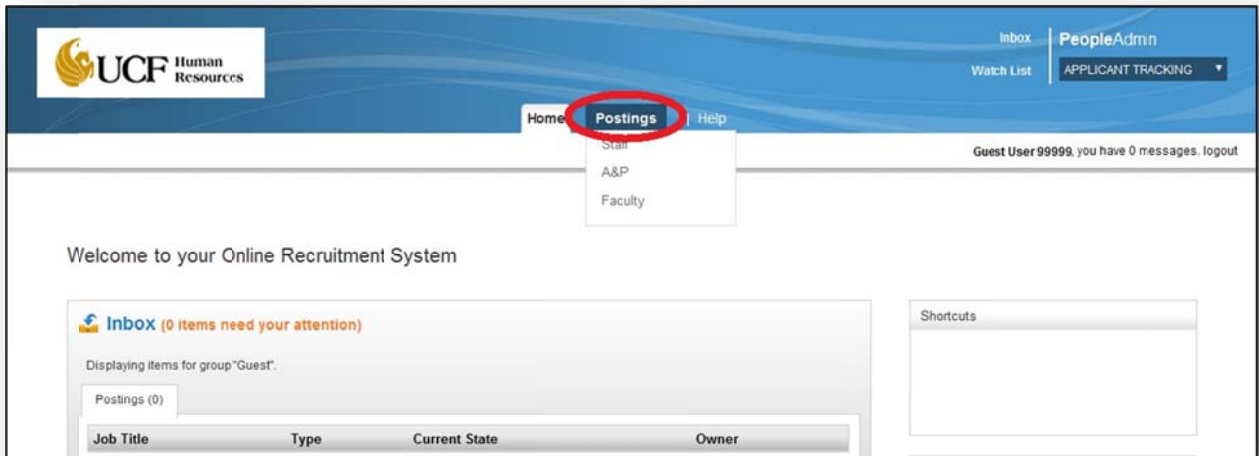 UCF Human
Resources
Inbox
PeopleAdmin
Watch List
APPLICANT TRACKING
Home
Postings
Help
Staff
A&P
Faculty
Guest User 99999, you have 0 messages. logout
Welcome to your Online Recruitment System
Inbox (0 items need your attention)
Shortcuts
Displaying items for group "Guest".
Postings (0)
Job Title Type Current State Owner